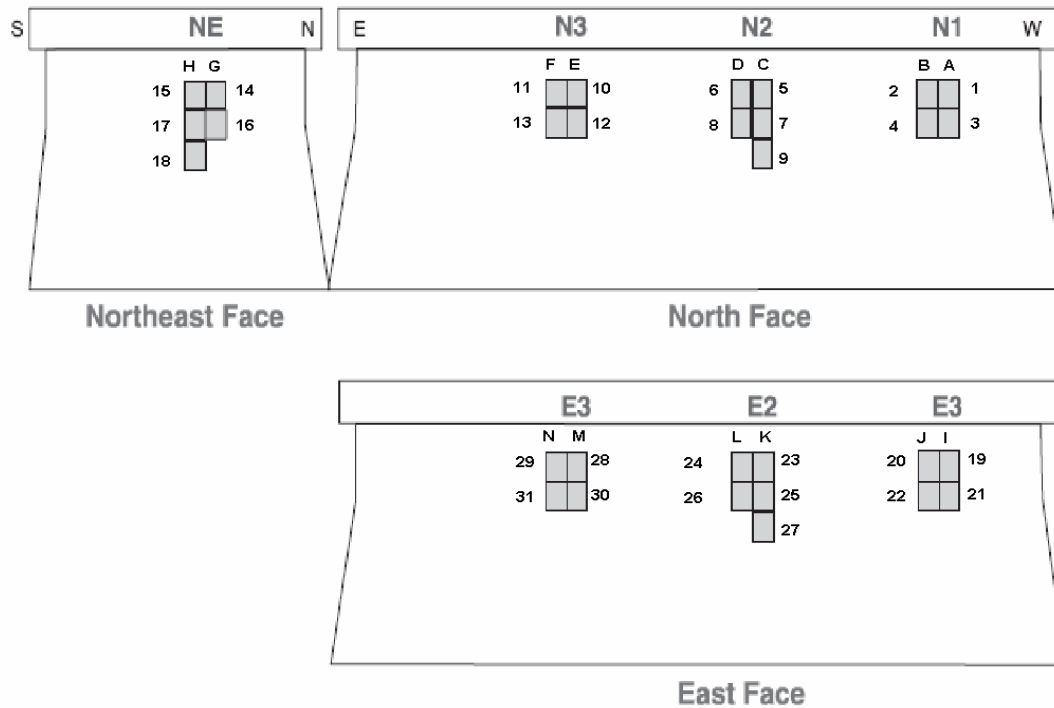 S NE N E N3 N2 N1 W
H G F E D C B A
15 14 11 10 6 5 2 1
17 16 13 12 8 7 4 3
18 9
Northeast Face North Face
E3 E2 E3
N M L K J I
29 28 24 23 20 19
31 30 26 25 22 21
27
East Face